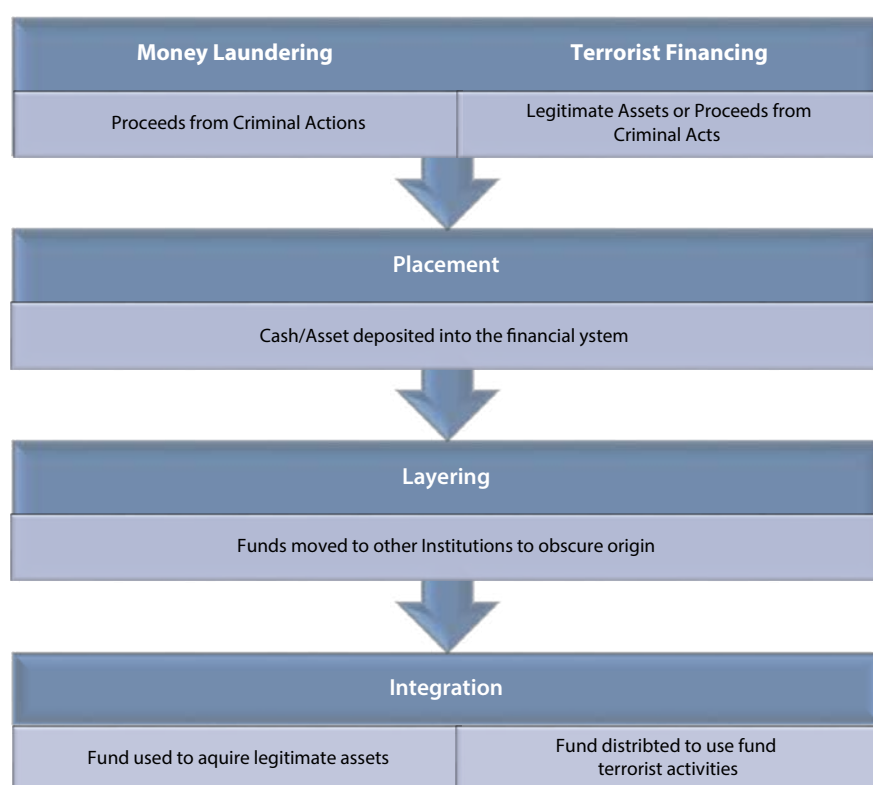 Money Laundering
Terrorist Financing
Proceeds from Criminal Actions
Legitimate Assets or Proceeds from
Criminal Acts
Placement
Cash/Asset deposited into the financial ystem
Layering
Funds moved to other Institutions to obscure origin
Integration
Fund used to aquire legitimate assets
Fund distribted to use fund
terrorist activities